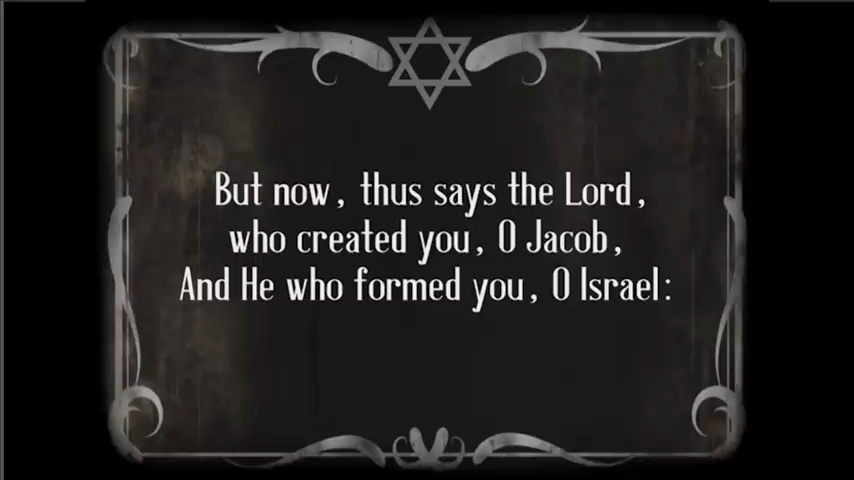 But now, thus says the Lord,
who created you, O Jacob,
And He who formed you, O Israel: